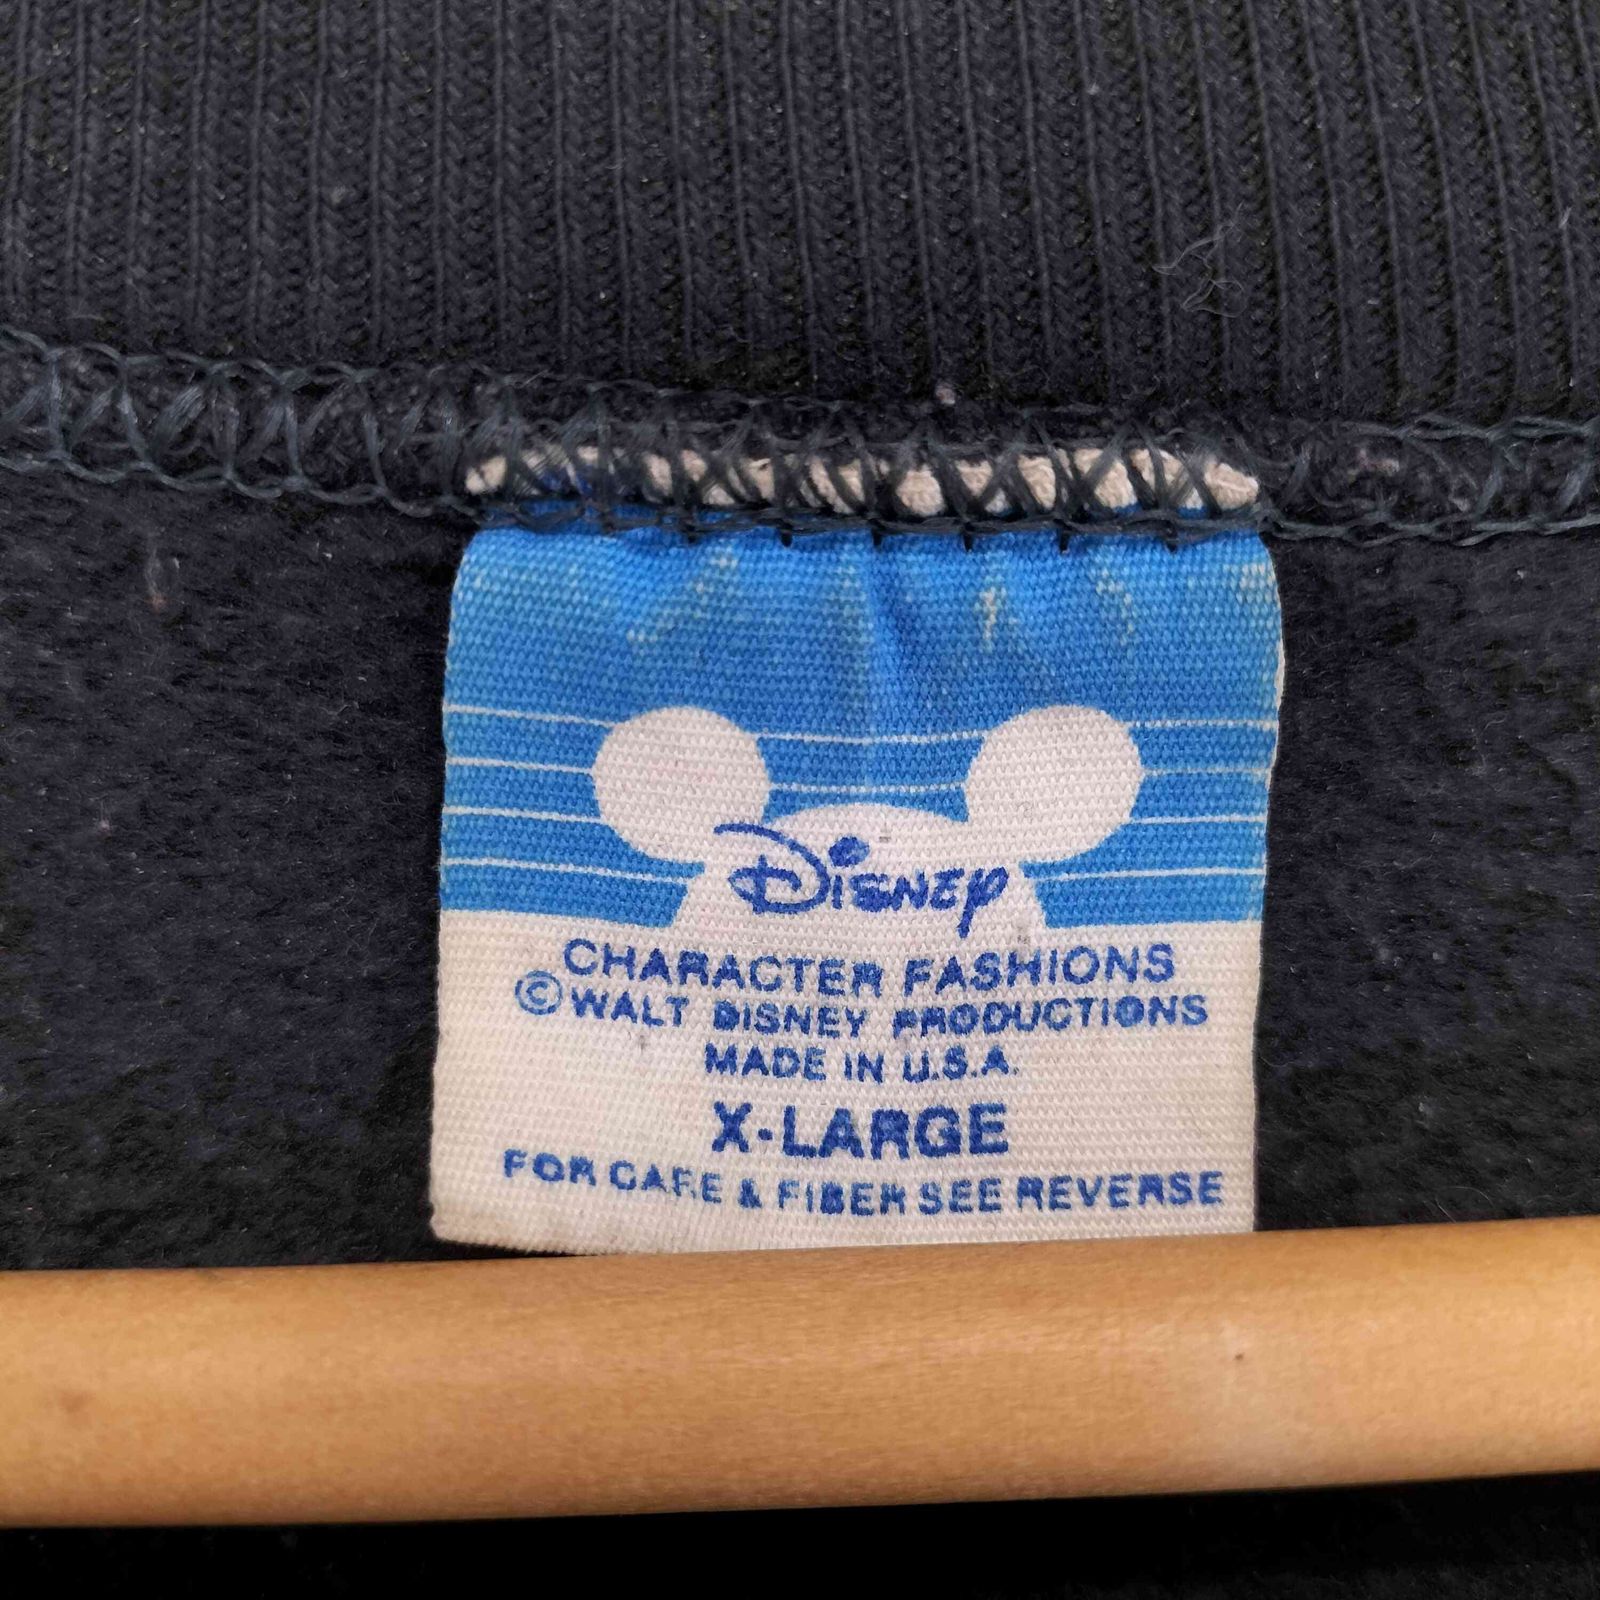 Disney
CHARACTER FASHIONS
© WALT DISNEY PRODUCTIONS
MADE IN U.S.A.
X-LARGE
FOR CARE & FIBER SEE REVERSE